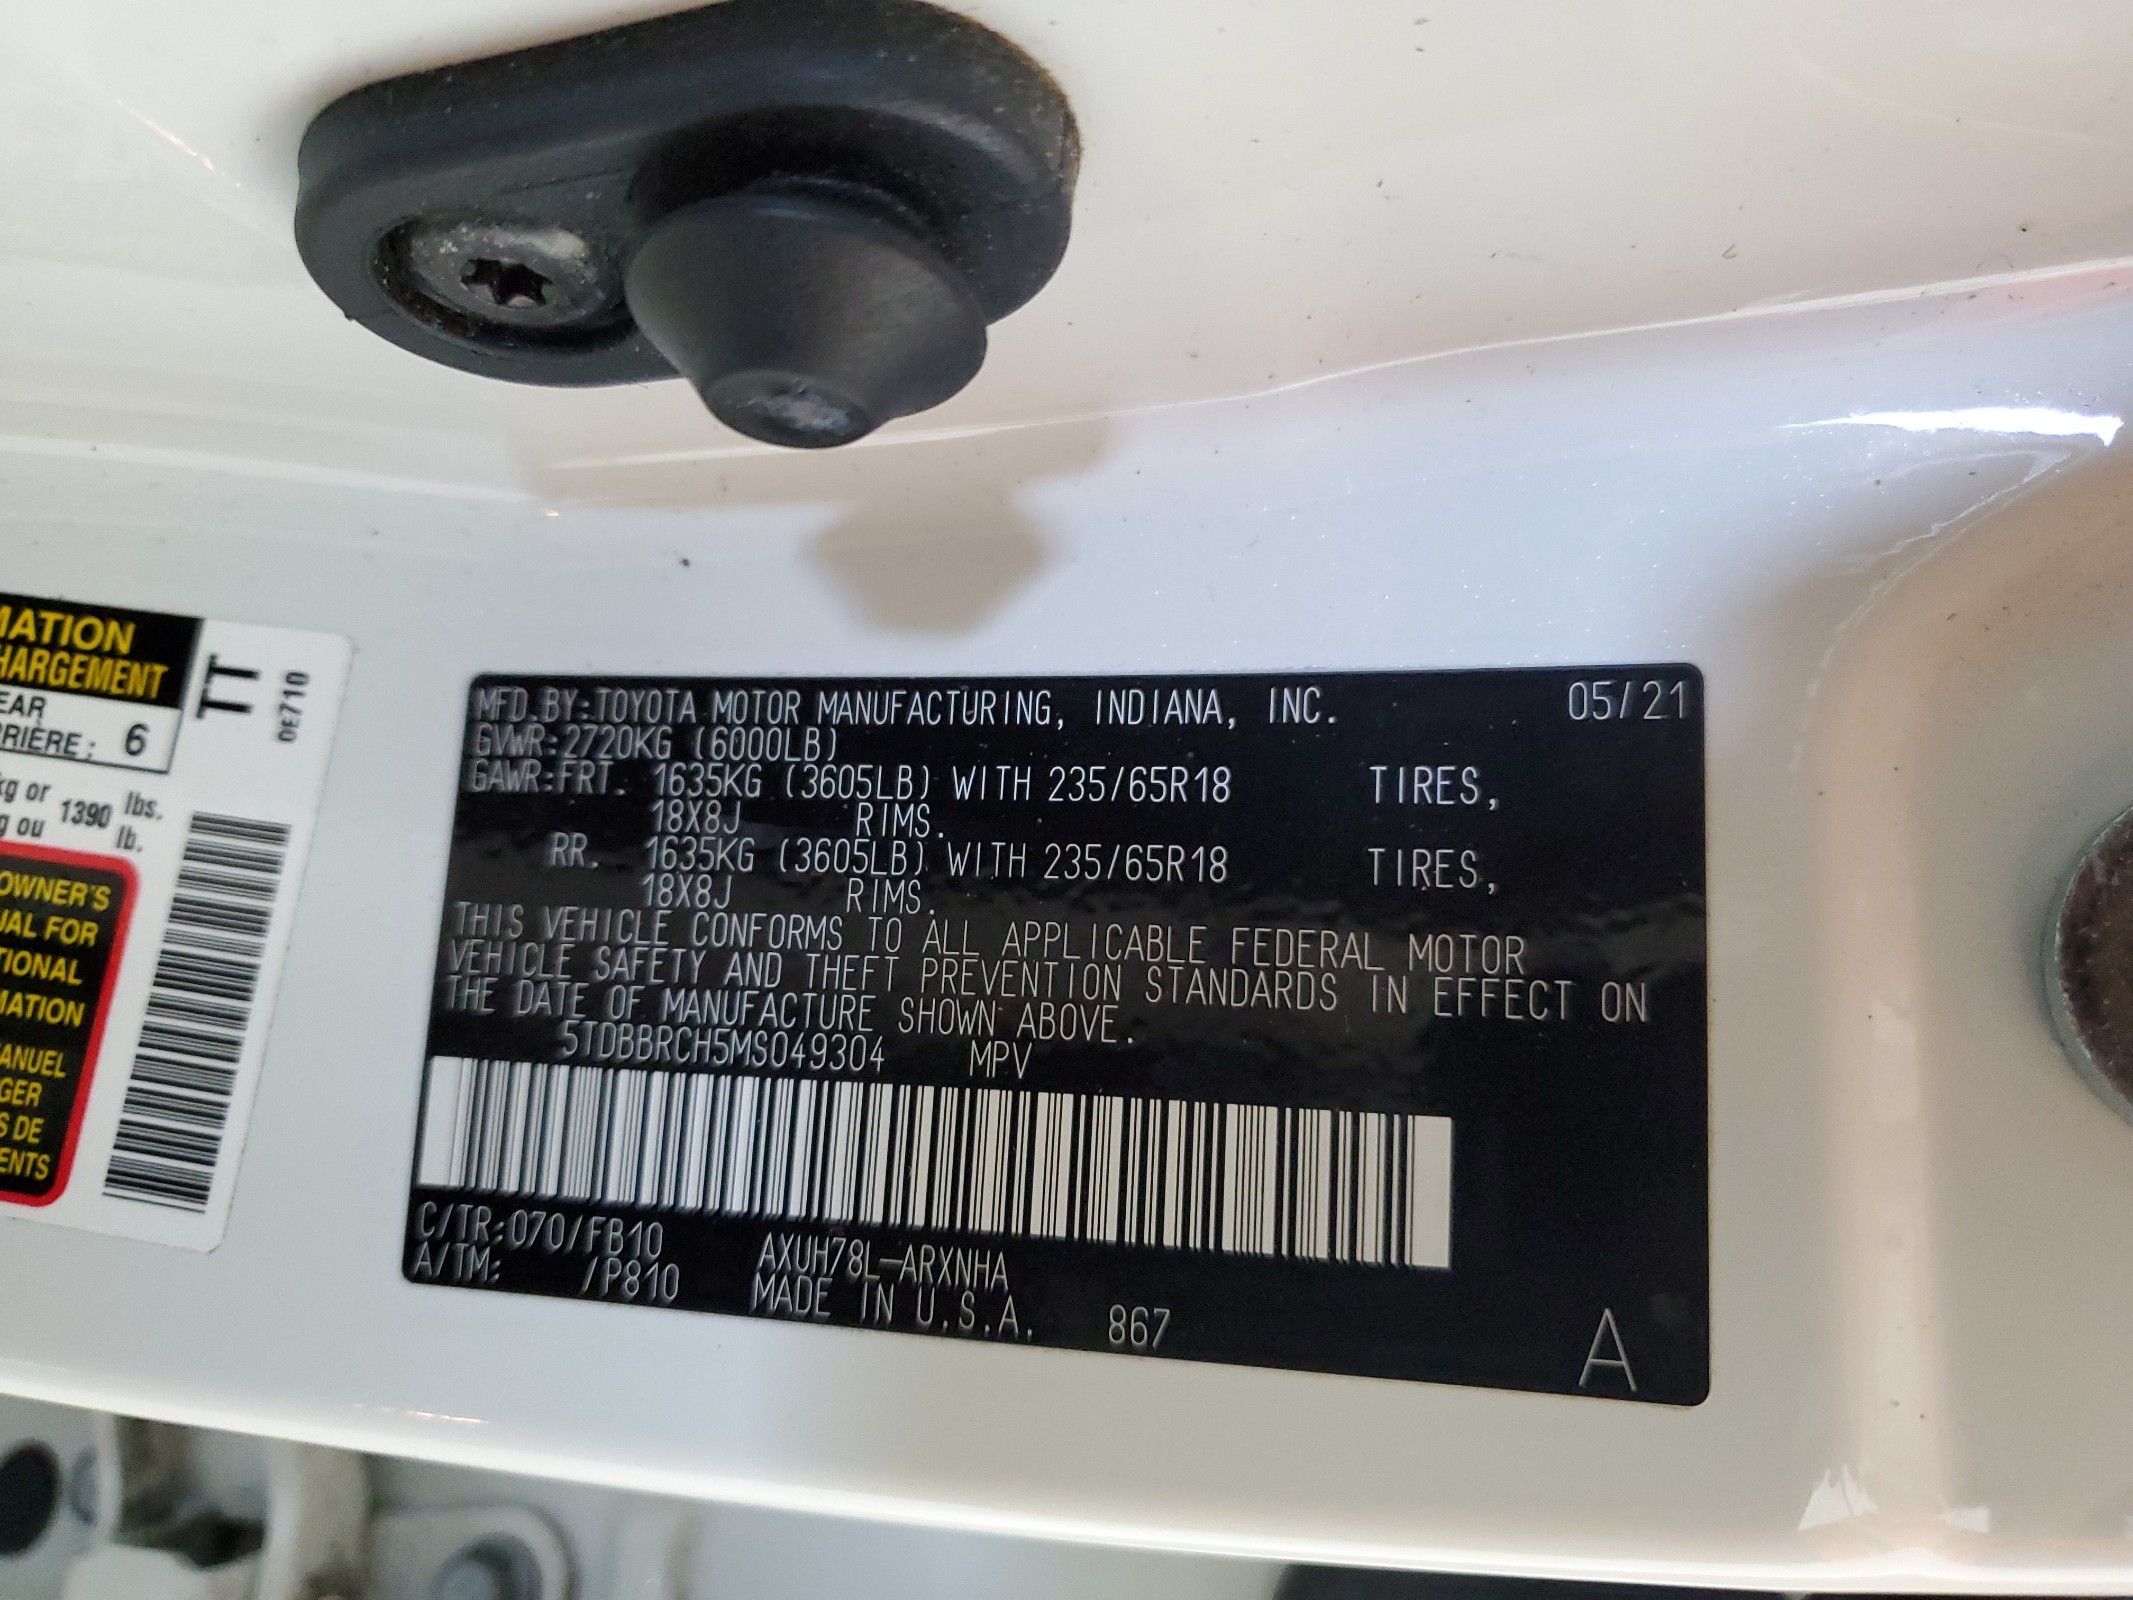 MATION
HARGEMENT
EAR
RIÈRE: 6
kg or 1390 lbs.
g ou lb.
OWNER'S
UAL FOR
TIONAL
MATION
ANUEL
GER
S DE
ENTS
TT
0E710
MFD.BY:TOYOTA MOTOR MANUFACTURING, INDIANA, INC. 05/21
GVWR:2720KG (6000LB)
GAWR:FRT. 1635KG (3605LB) WITH 235/65R18 TIRES,
18X8J RIMS.
RR. 1635KG (3605LB) WITH 235/65R18 TIRES,
18X8J RIMS.
THIS VEHICLE CONFORMS TO ALL APPLICABLE FEDERAL MOTOR
VEHICLE SAFETY AND THEFT PREVENTION STANDARDS IN EFFECT ON
THE DATE OF MANUFACTURE SHOWN ABOVE.
5TDBBRCH5MS049304 MPV
C/TR:070/FB10 AXUH78L-ARXNHA
A/TM: /P810 MADE IN U.S.A. 867
A